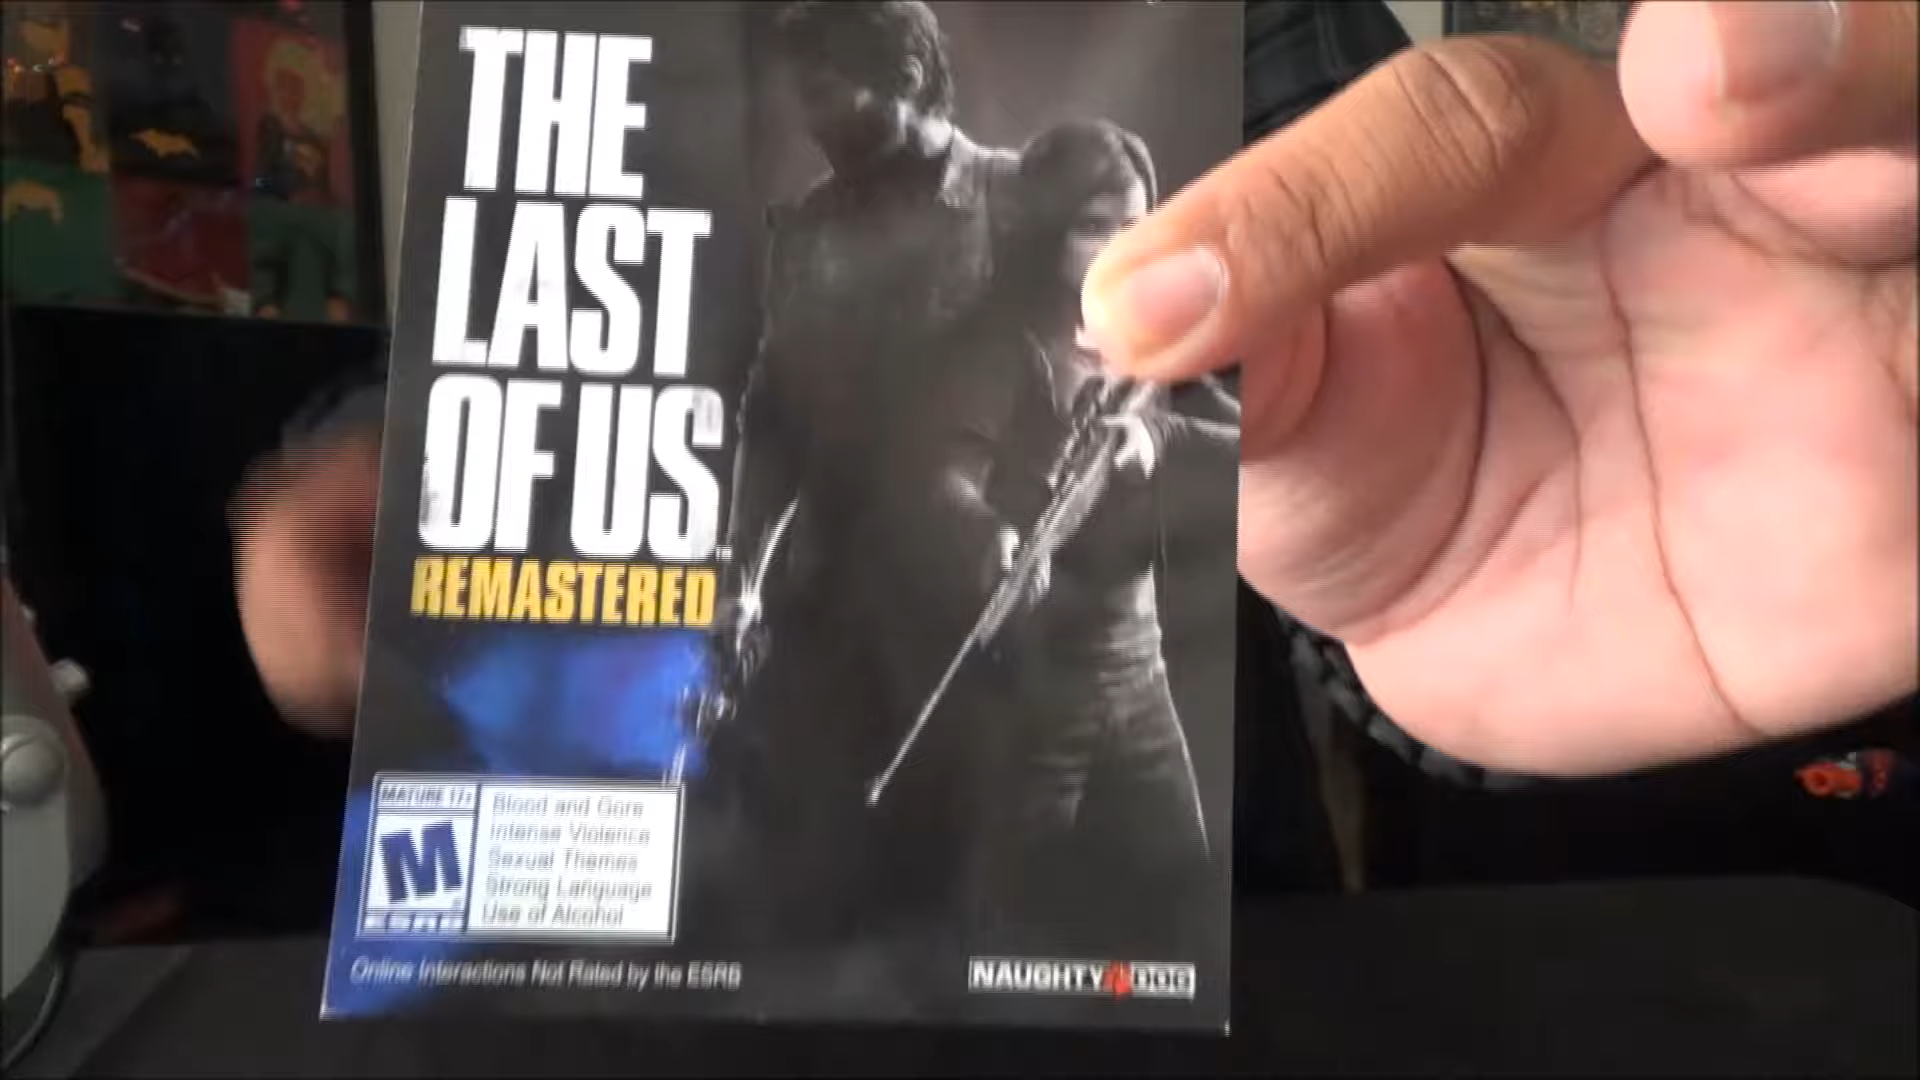 THE
LAST
OF US
REMASTERED
MATURE 17+
M
Blood and Gore
Intense Violence
Sexual Themes
Strong Language
Use of Alcohol
Online Interactions Not Rated by the ESRB
NAUGHTY DOG